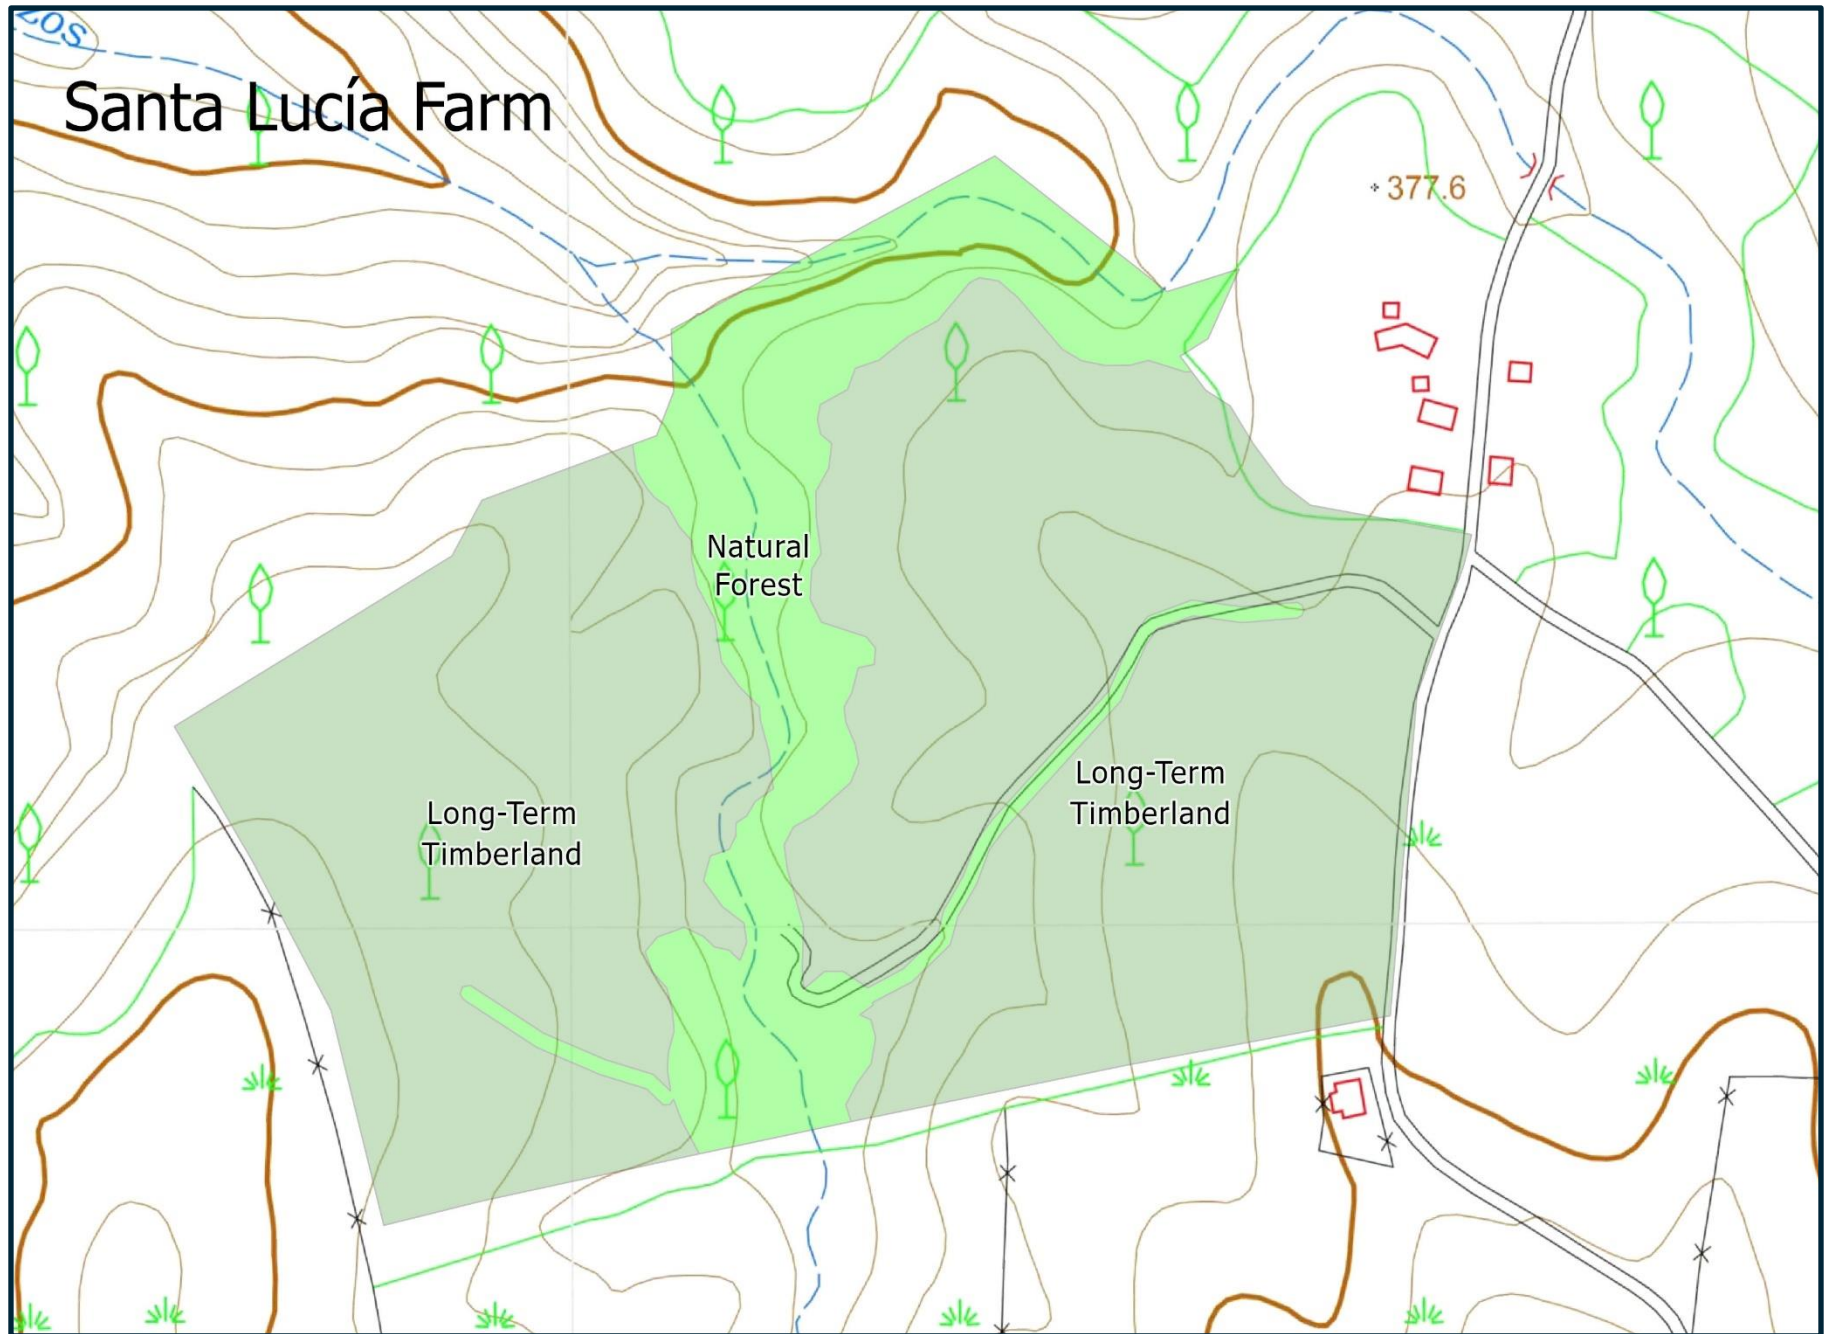 Santa Lucía Farm
377.6
Natural
Forest
Long-Term
Timberland
Long-Term
Timberland